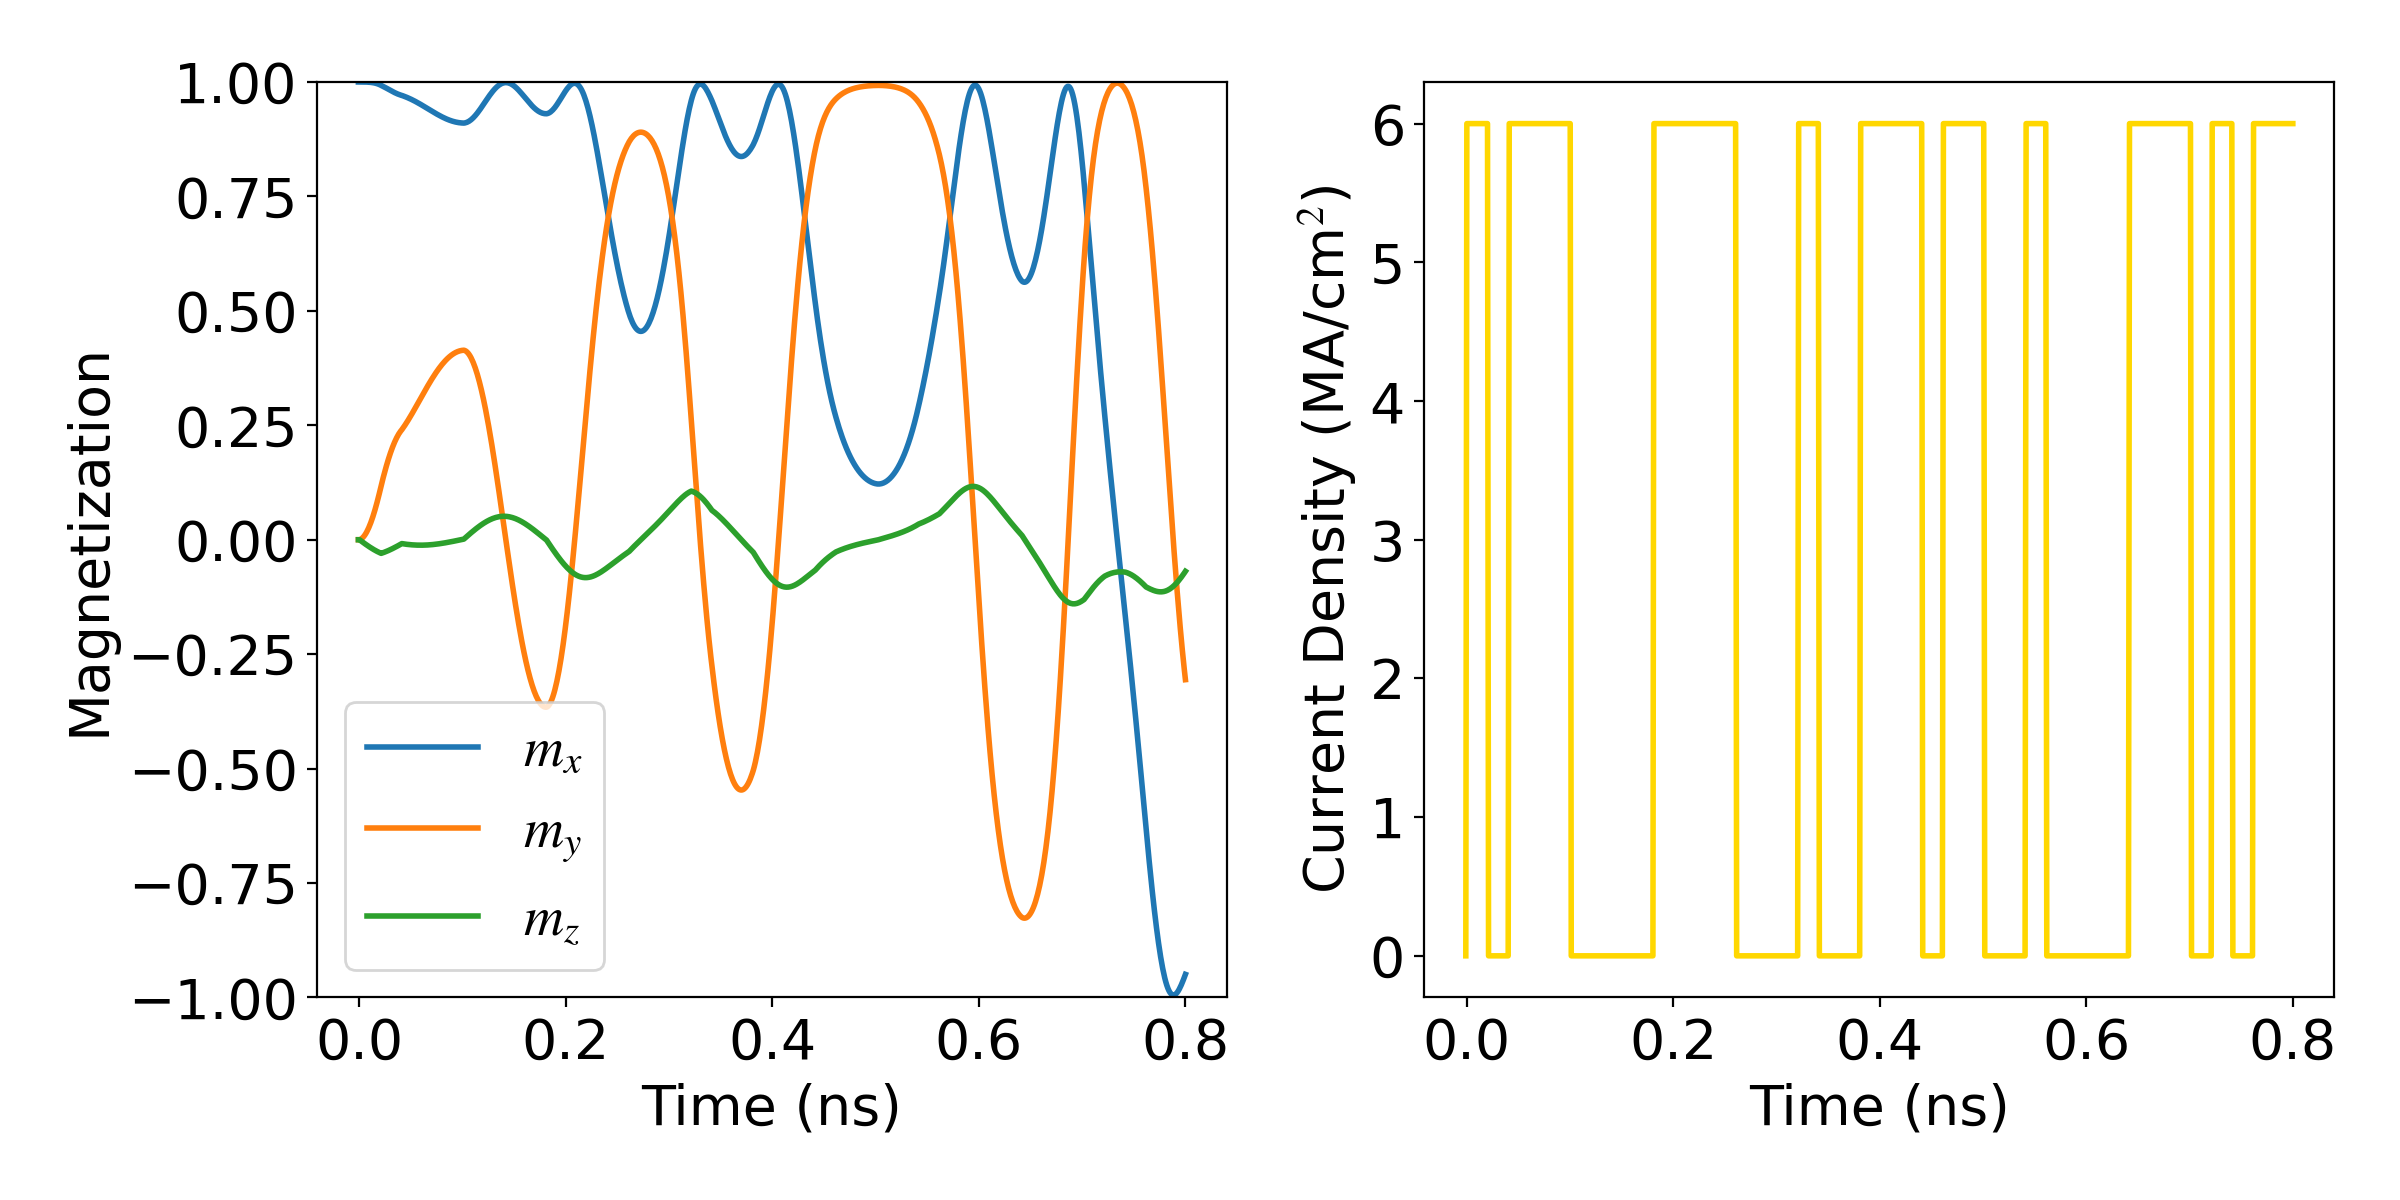 Magnetization
1.00
0.75
0.50
0.25
0.00
−0.25
−0.50
−0.75
−1.00
m_x
m_y
m_z
0.0 0.2 0.4 0.6 0.8
Time (ns)
Current Density (MA/cm²)
6
5
4
3
2
1
0
0.0 0.2 0.4 0.6 0.8
Time (ns)